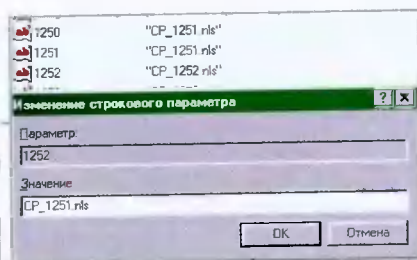 1250 "CP_1251.nls"
1251 "CP_1251.nls"
1252 "CP_1252.nls"
Изменение строкового параметра
Параметр:
1252
Значение
CP_1251.nls
OK Отмена